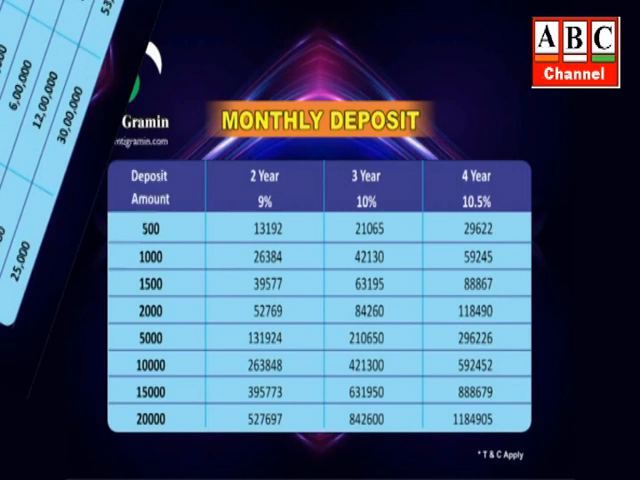 53,
6,00,000
12,00,000
30,00,000
25,000
A B C
Channel
Gramin
ntigramin.com
MONTHLY DEPOSIT
Deposit Amount 2 Year 9% 3 Year 10% 4 Year 10.5%
500 13192 21065 29622
1000 26384 42130 59245
1500 39577 63195 88867
2000 52769 84260 118490
5000 131924 210650 296226
10000 263848 421300 592452
15000 395773 631950 888679
20000 527697 842600 1184905
* T & C Apply